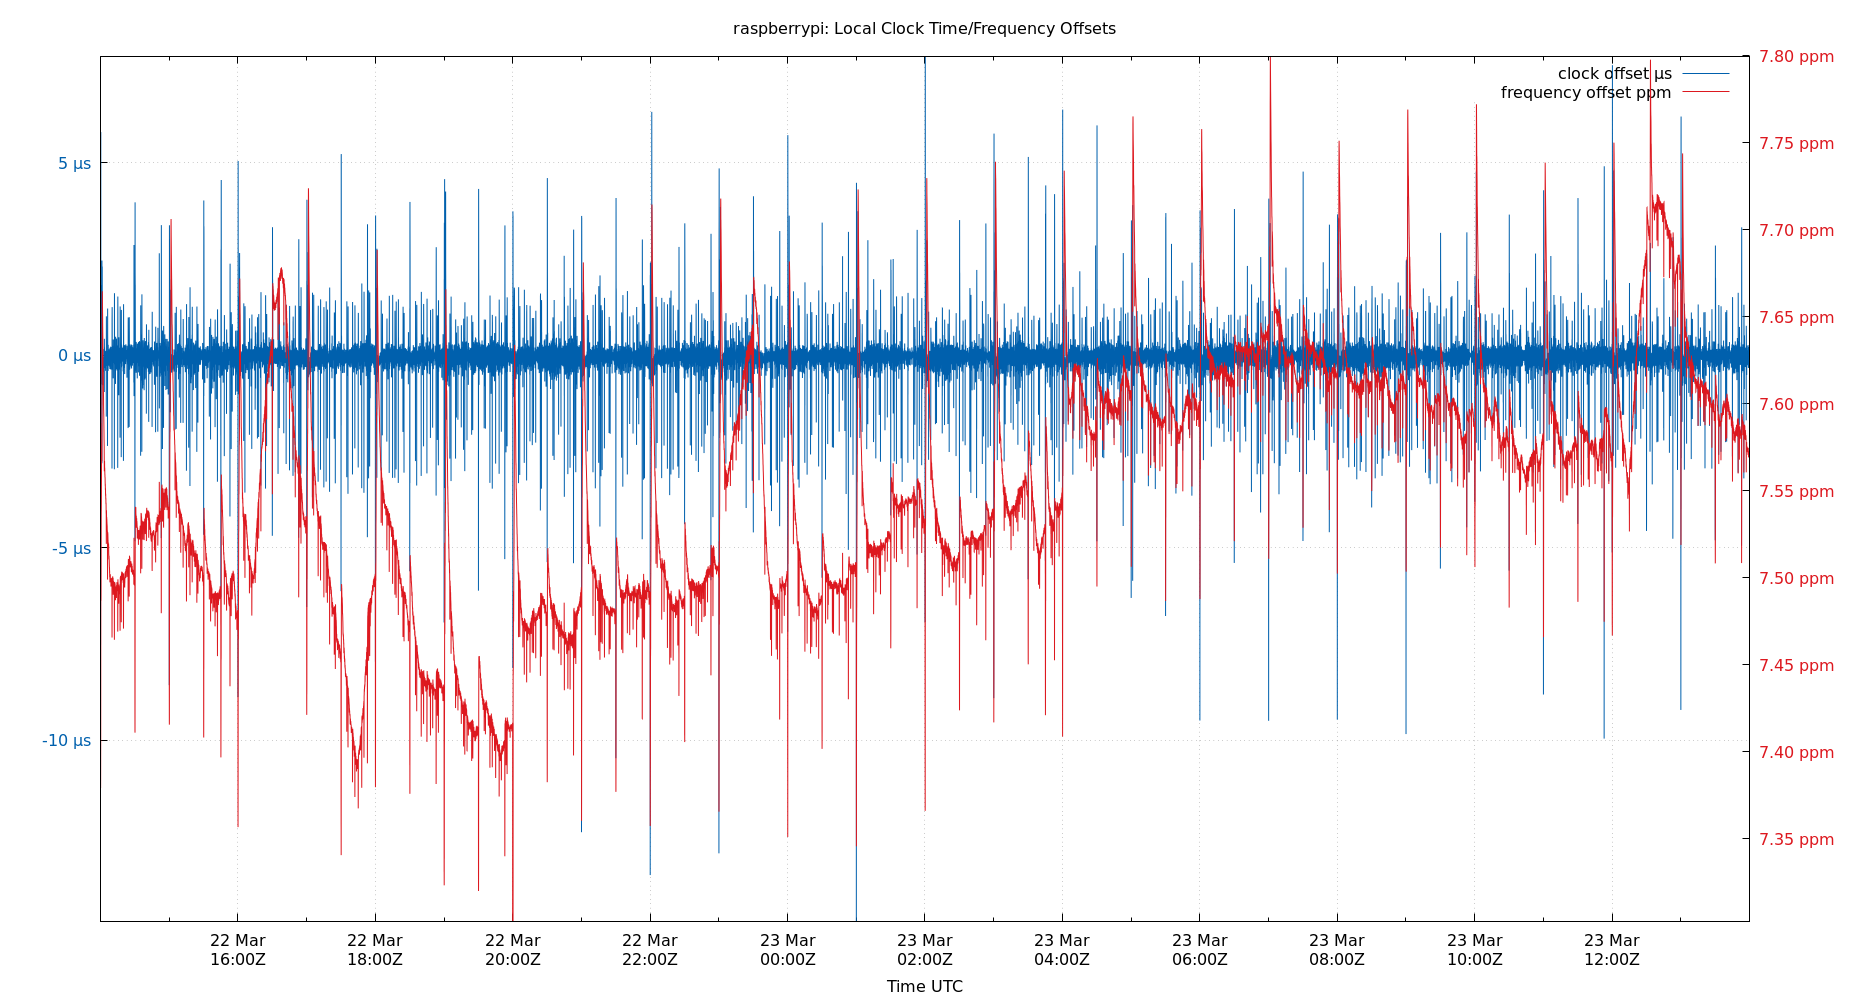 raspberrypi: Local Clock Time/Frequency Offsets
clock offset µs
frequency offset ppm
5 µs
0 µs
-5 µs
-10 µs
7.80 ppm
7.75 ppm
7.70 ppm
7.65 ppm
7.60 ppm
7.55 ppm
7.50 ppm
7.45 ppm
7.40 ppm
7.35 ppm
22 Mar
16:00Z
22 Mar
18:00Z
22 Mar
20:00Z
22 Mar
22:00Z
23 Mar
00:00Z
23 Mar
02:00Z
23 Mar
04:00Z
23 Mar
06:00Z
23 Mar
08:00Z
23 Mar
10:00Z
23 Mar
12:00Z
Time UTC